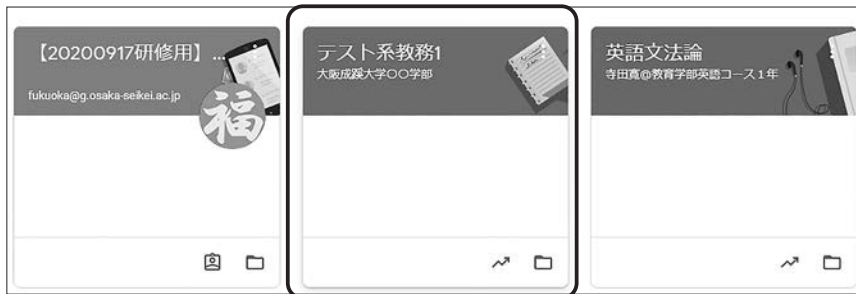 【20200917研修用】...
fukuoka@g.osaka-seikei.ac.jp
福
テスト系教務1
大阪成蹊大学〇〇学部
英語文法論
寺田寛@教育学部英語コース1年